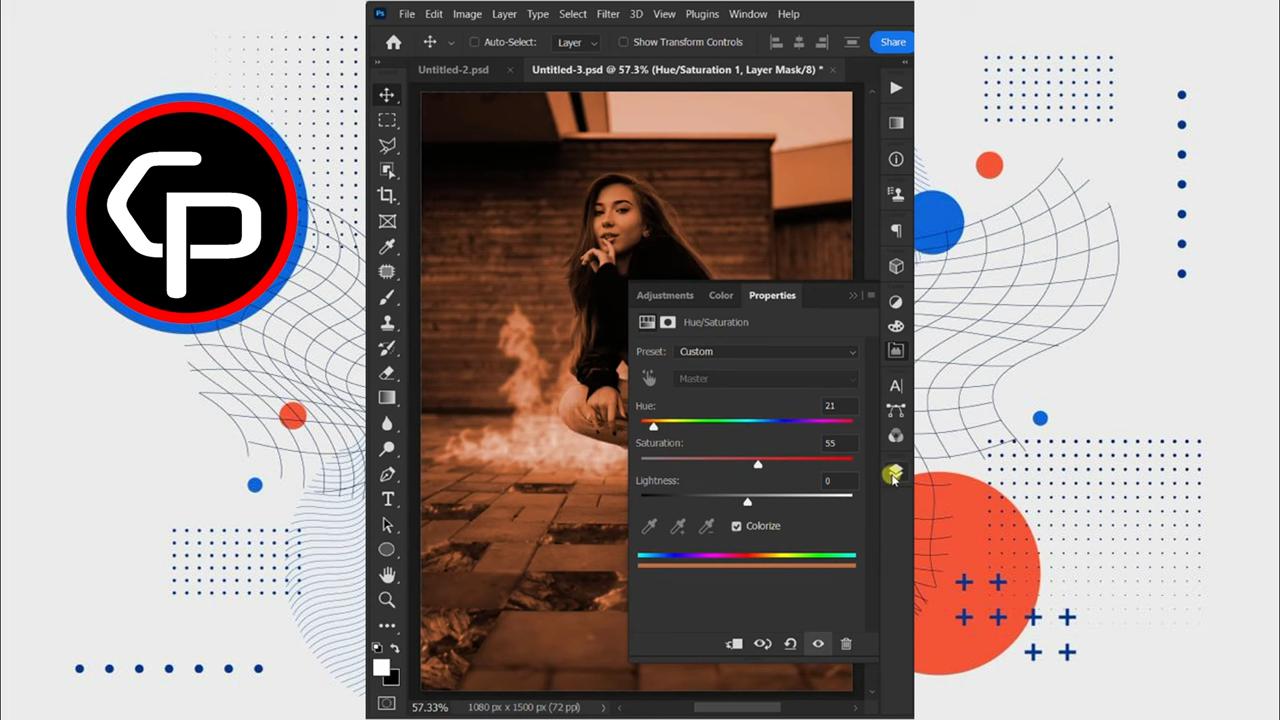 CP
Ps File Edit Image Layer Type Select Filter 3D View Plugins Window Help
Auto-Select: Layer Show Transform Controls Share
Untitled-2.psd × Untitled-3.psd @ 57.3% (Hue/Saturation 1, Layer Mask/8) * ×
Adjustments Color Properties
Hue/Saturation
Preset: Custom
Master
Hue: 21
Saturation: 55
Lightness: 0
Colorize
57.33% 1080 px x 1500 px (72 ppi)